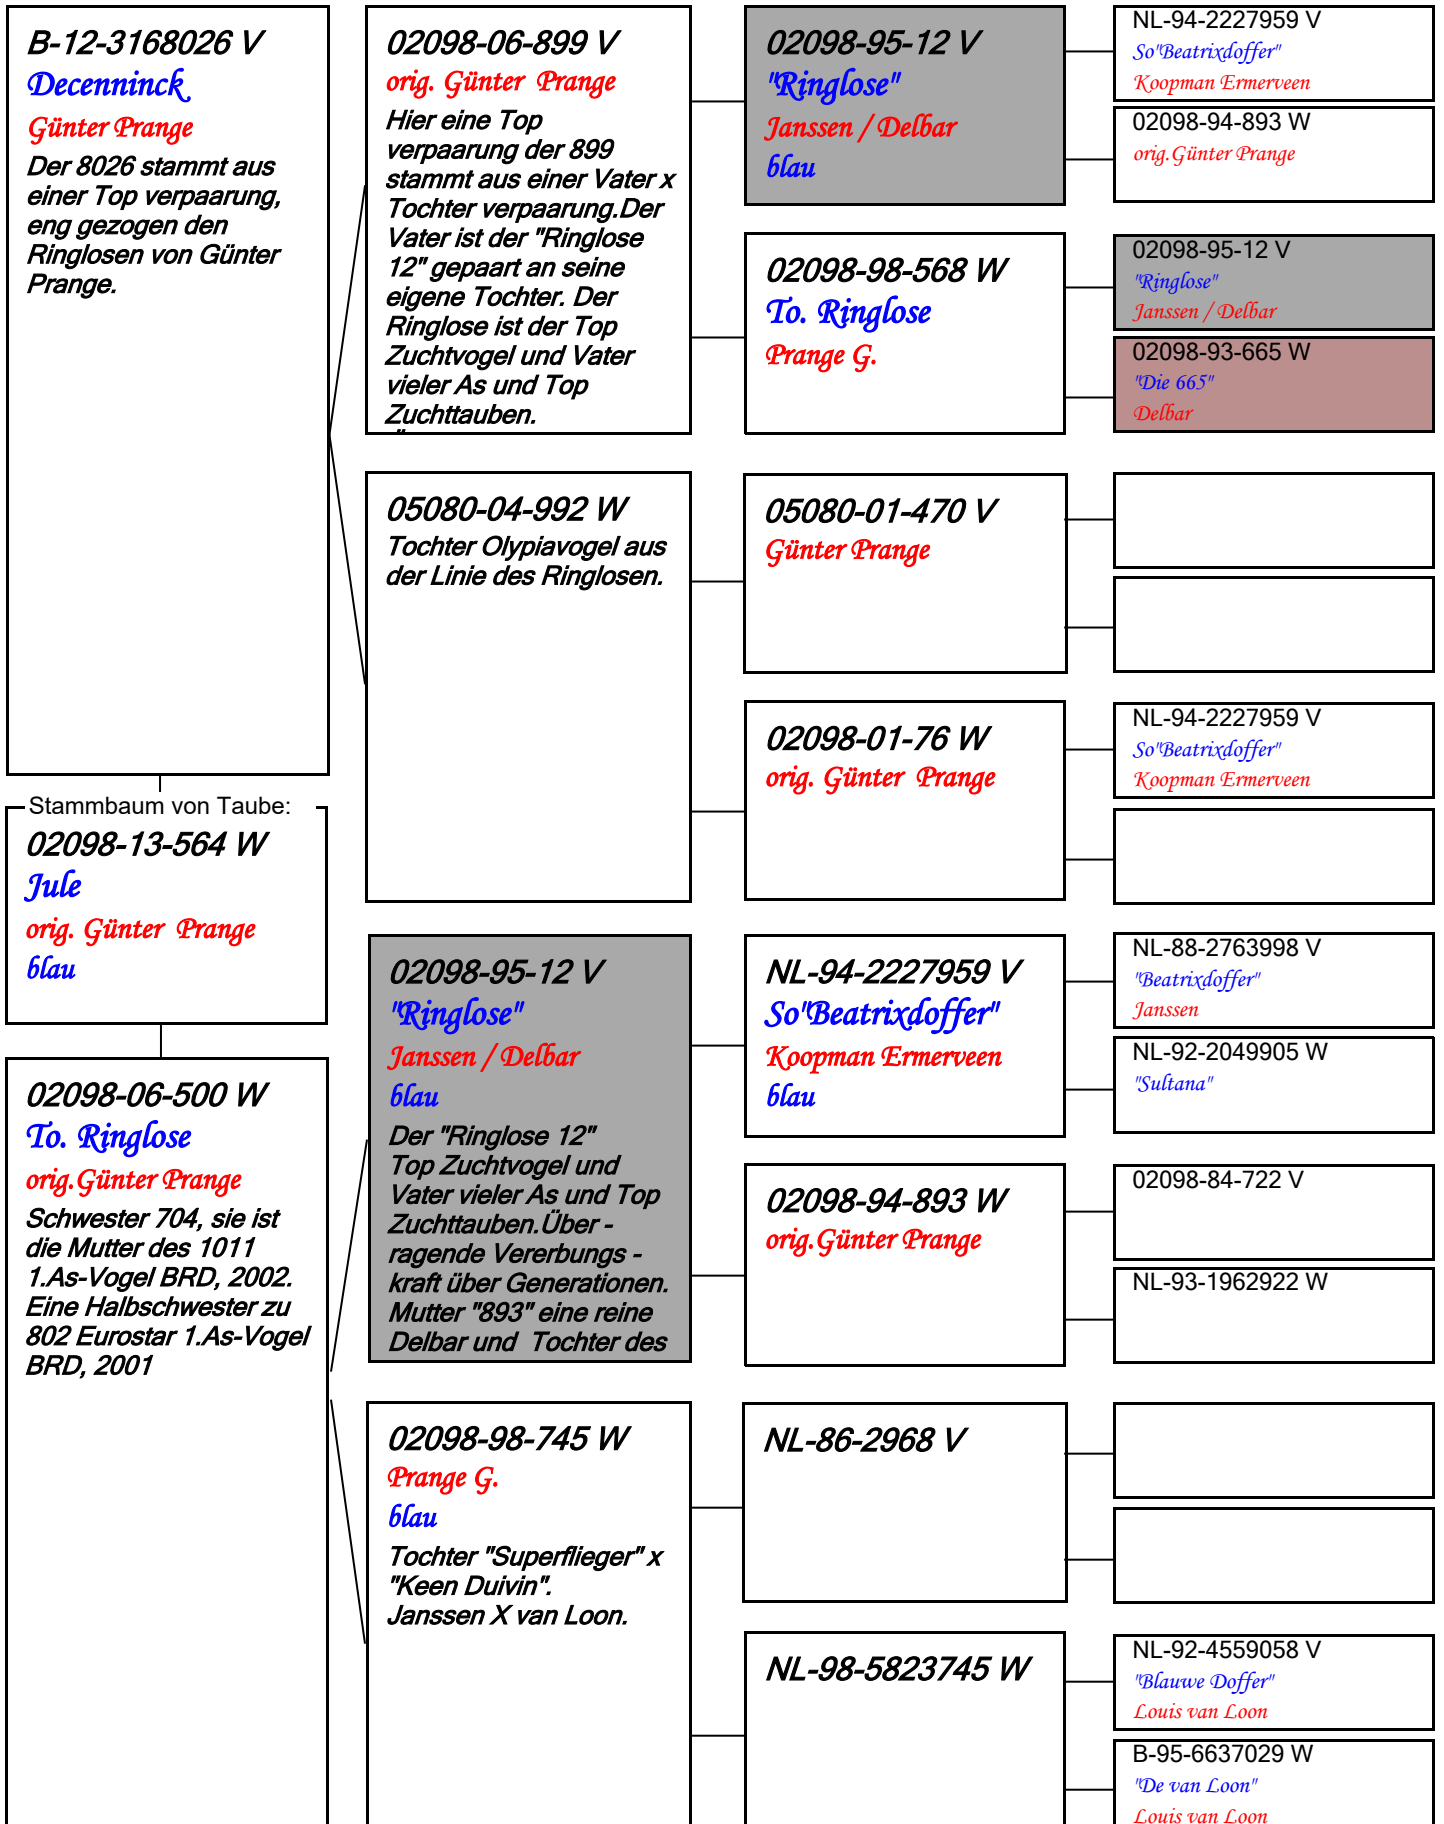 B-12-3168026 V
Decenninck
Günter Prange
Der 8026 stammt aus
einer Top verpaarung,
eng gezogen den
Ringlosen von Günter
Prange.
Stammbaum von Taube:
02098-13-564 W
Jule
orig. Günter Prange
blau
02098-06-500 W
To. Ringlose
orig.Günter Prange
Schwester 704, sie ist
die Mutter des 1011
1.As-Vogel BRD, 2002.
Eine Halbschwester zu
802 Eurostar 1.As-Vogel
BRD, 2001
02098-06-899 V
orig. Günter Prange
Hier eine Top
verpaarung der 899
stammt aus einer Vater x
Tochter verpaarung.Der
Vater ist der "Ringlose
12" gepaart an seine
eigene Tochter. Der
Ringlose ist der Top
Zuchtvogel und Vater
vieler As und Top
Zuchttauben.
05080-04-992 W
Tochter Olypiavogel aus
der Linie des Ringlosen.
02098-95-12 V
"Ringlose"
Janssen / Delbar
blau
Der "Ringlose 12"
Top Zuchtvogel und
Vater vieler As und Top
Zuchttauben.Über -
ragende Vererbungs -
kraft über Generationen.
Mutter "893" eine reine
Delbar und Tochter des
02098-98-745 W
Prange G.
blau
Tochter "Superflieger" x
"Keen Duivin".
Janssen X van Loon.
02098-95-12 V
"Ringlose"
Janssen / Delbar
blau
02098-98-568 W
To. Ringlose
Prange G.
05080-01-470 V
Günter Prange
02098-01-76 W
orig. Günter Prange
NL-94-2227959 V
So"Beatrixdoffer"
Koopman Ermerveen
blau
02098-94-893 W
orig.Günter Prange
NL-86-2968 V
NL-98-5823745 W
NL-94-2227959 V
So"Beatrixdoffer"
Koopman Ermerveen
02098-94-893 W
orig.Günter Prange
02098-95-12 V
"Ringlose"
Janssen / Delbar
02098-93-665 W
"Die 665"
Delbar
NL-94-2227959 V
So"Beatrixdoffer"
Koopman Ermerveen
NL-88-2763998 V
"Beatrixdoffer"
Janssen
NL-92-2049905 W
"Sultana"
02098-84-722 V
NL-93-1962922 W
NL-92-4559058 V
"Blauwe Doffer"
Louis van Loon
B-95-6637029 W
"De van Loon"
Louis van Loon